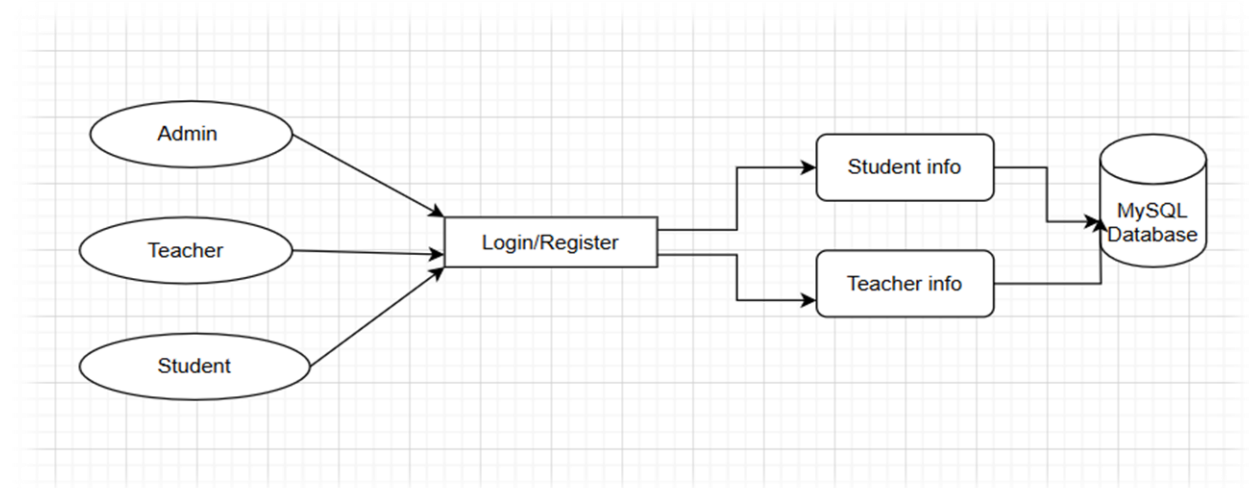 Admin
Teacher
Student
Login/Register
Student info
Teacher info
MySQL
Database